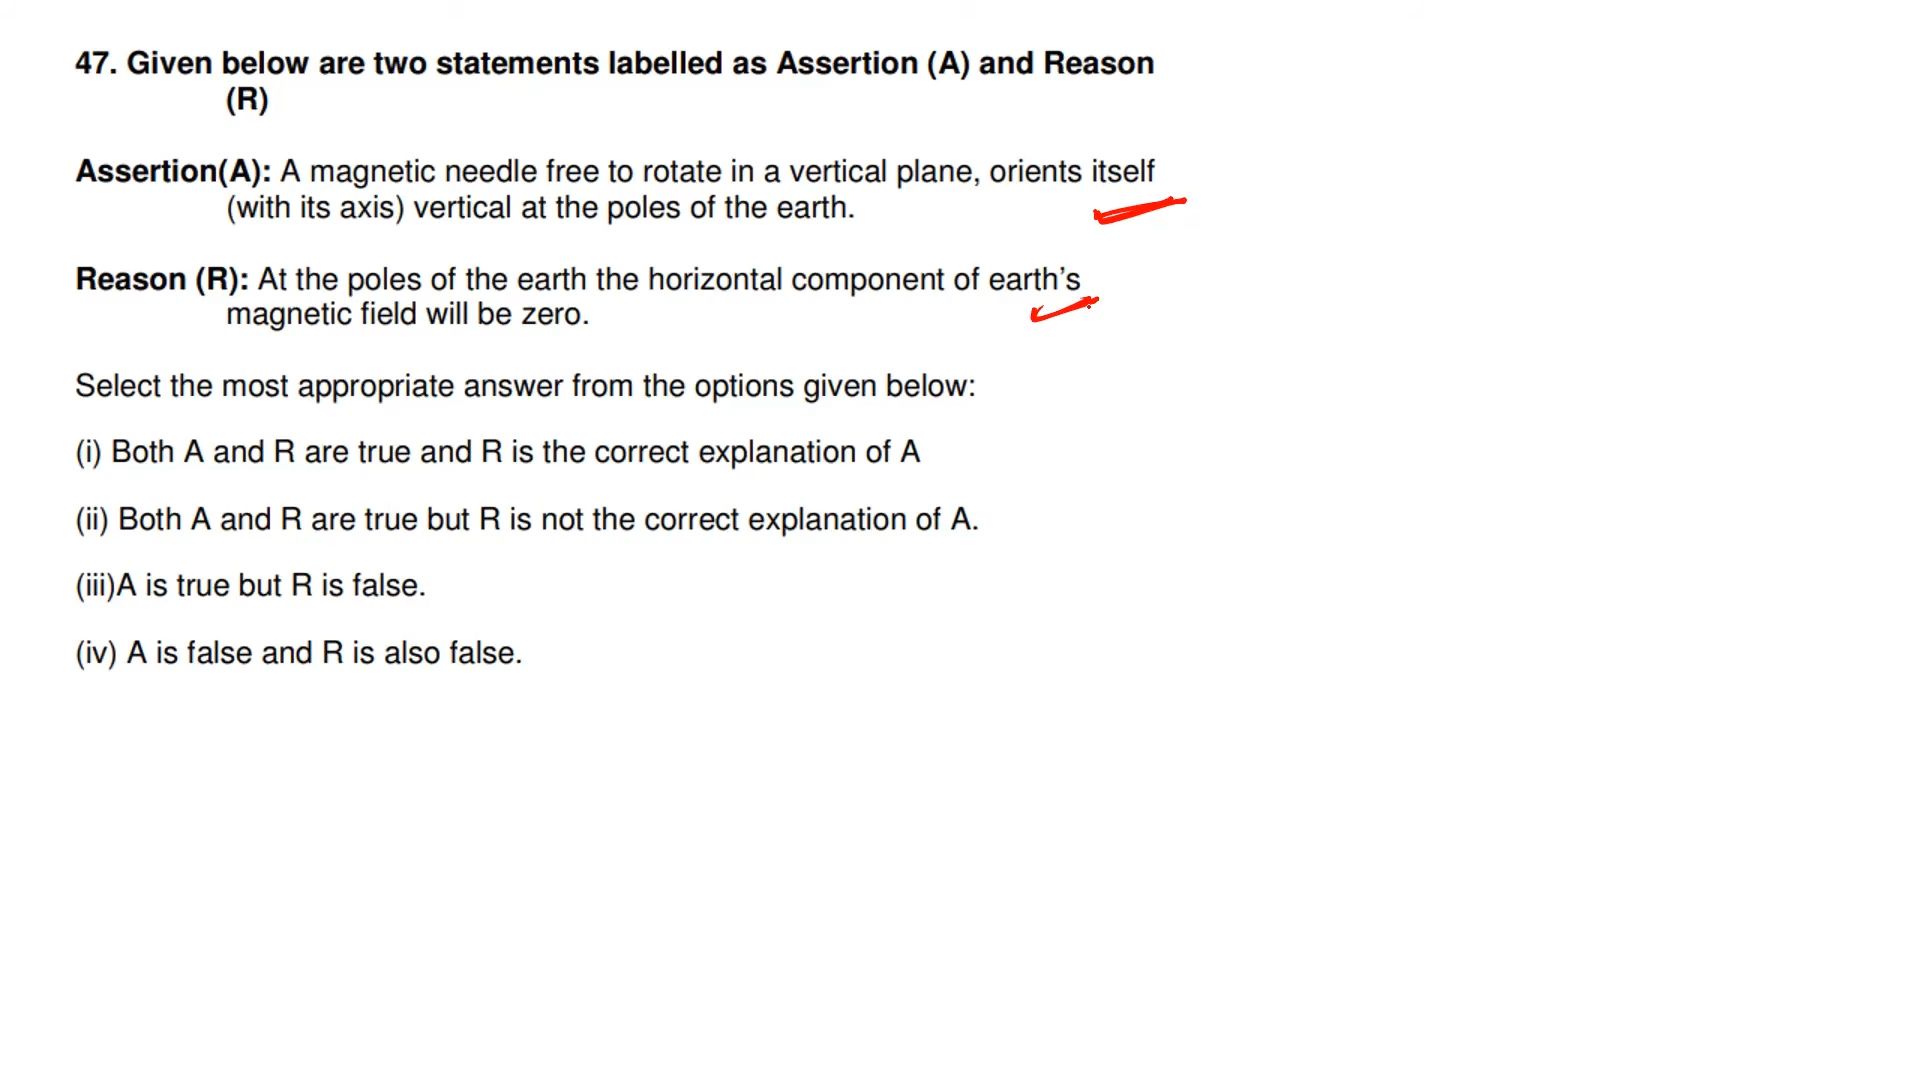 47. Given below are two statements labelled as Assertion (A) and Reason
(R)
Assertion(A): A magnetic needle free to rotate in a vertical plane, orients itself
(with its axis) vertical at the poles of the earth.
Reason (R): At the poles of the earth the horizontal component of earth’s
magnetic field will be zero.
Select the most appropriate answer from the options given below:
(i) Both A and R are true and R is the correct explanation of A
(ii) Both A and R are true but R is not the correct explanation of A.
(iii)A is true but R is false.
(iv) A is false and R is also false.